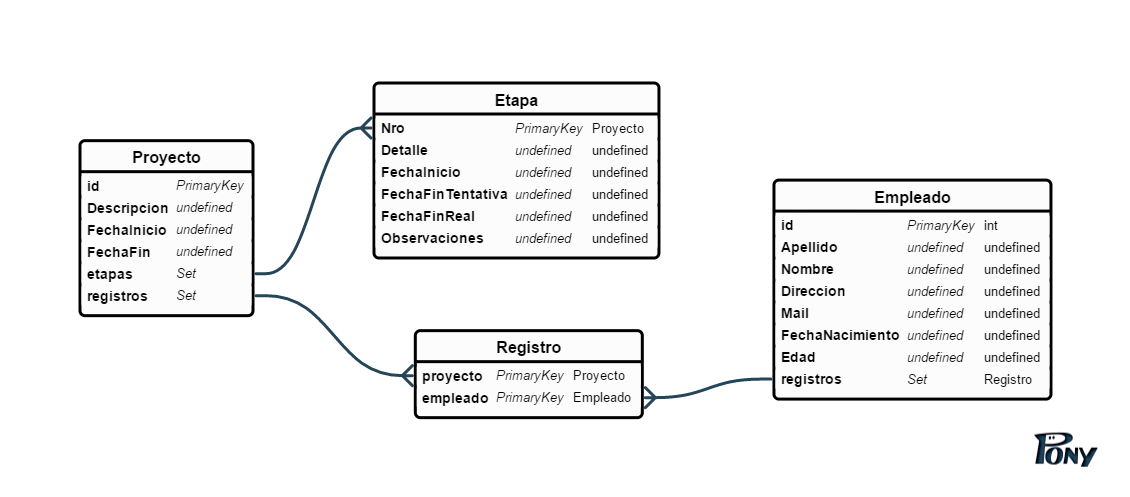 Proyecto
id PrimaryKey
Descripcion undefined
FechaInicio undefined
FechaFin undefined
etapas Set
registros Set
Etapa
Nro PrimaryKey Proyecto
Detalle undefined undefined
FechaInicio undefined undefined
FechaFinTentativa undefined undefined
FechaFinReal undefined undefined
Observaciones undefined undefined
Registro
proyecto PrimaryKey Proyecto
empleado PrimaryKey Empleado
Empleado
id PrimaryKey int
Apellido undefined undefined
Nombre undefined undefined
Direccion undefined undefined
Mail undefined undefined
FechaNacimiento undefined undefined
Edad undefined undefined
registros Set Registro
PONY